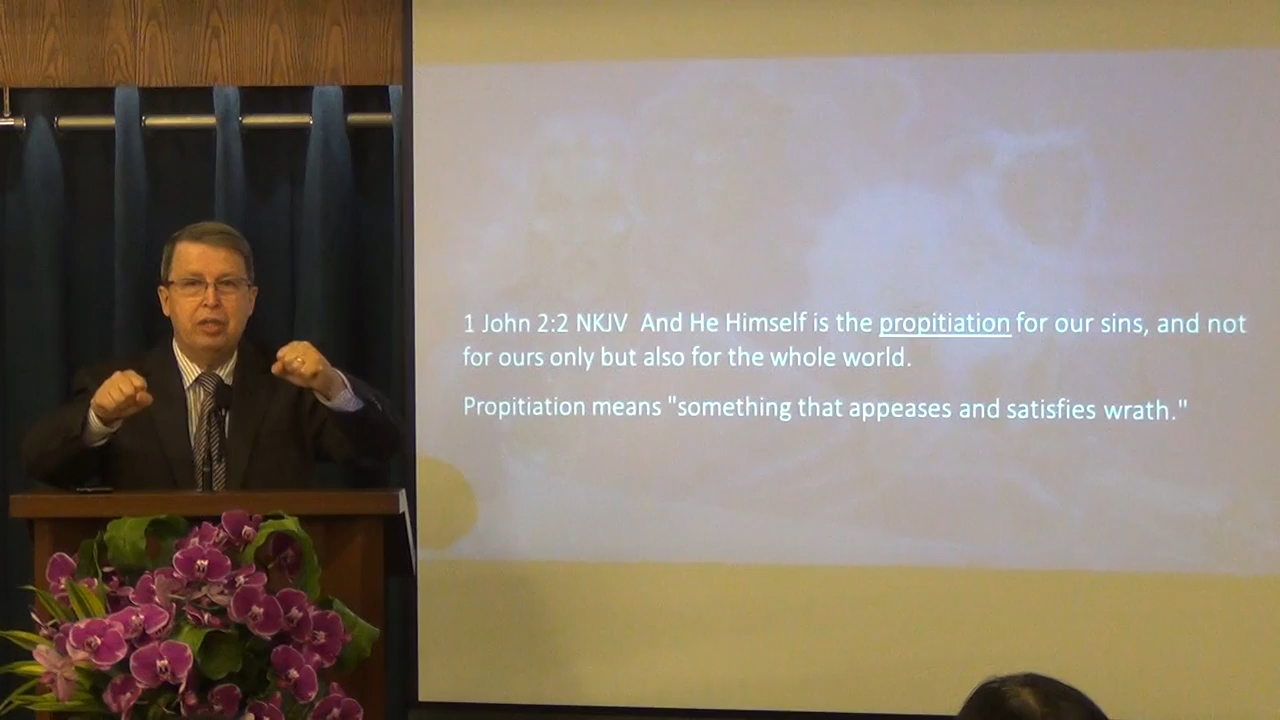 1 John 2:2 NKJV  And He Himself is the propitiation for our sins, and not
for ours only but also for the whole world.
Propitiation means "something that appeases and satisfies wrath."